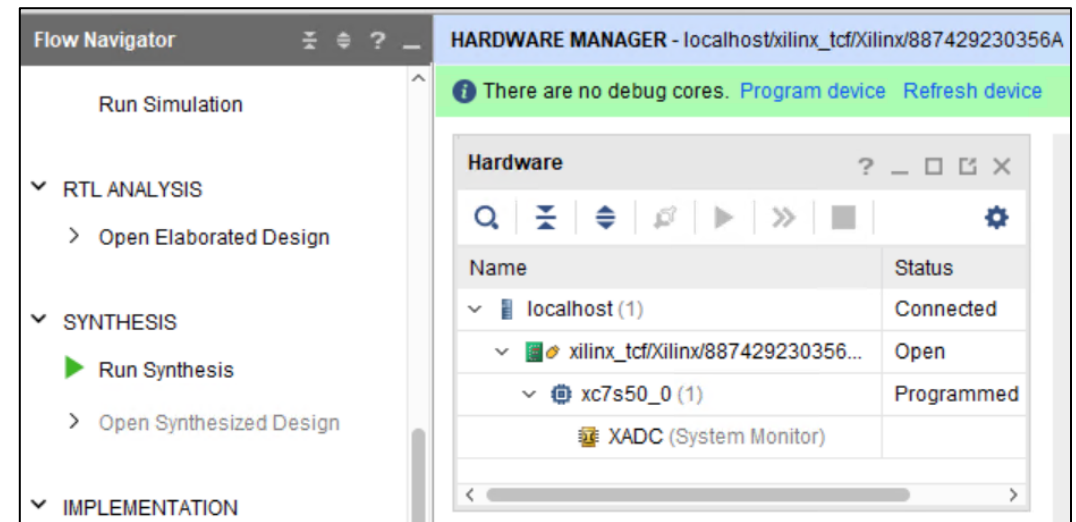 Flow Navigator
?
Run Simulation
RTL ANALYSIS
Open Elaborated Design
SYNTHESIS
Run Synthesis
Open Synthesized Design
IMPLEMENTATION
HARDWARE MANAGER - localhost/xilinx_tcf/Xilinx/887429230356A
There are no debug cores. Program device Refresh device
Hardware ?
Name Status
localhost (1) Connected
xilinx_tcf/Xilinx/887429230356... Open
xc7s50_0 (1) Programmed
XADC (System Monitor)